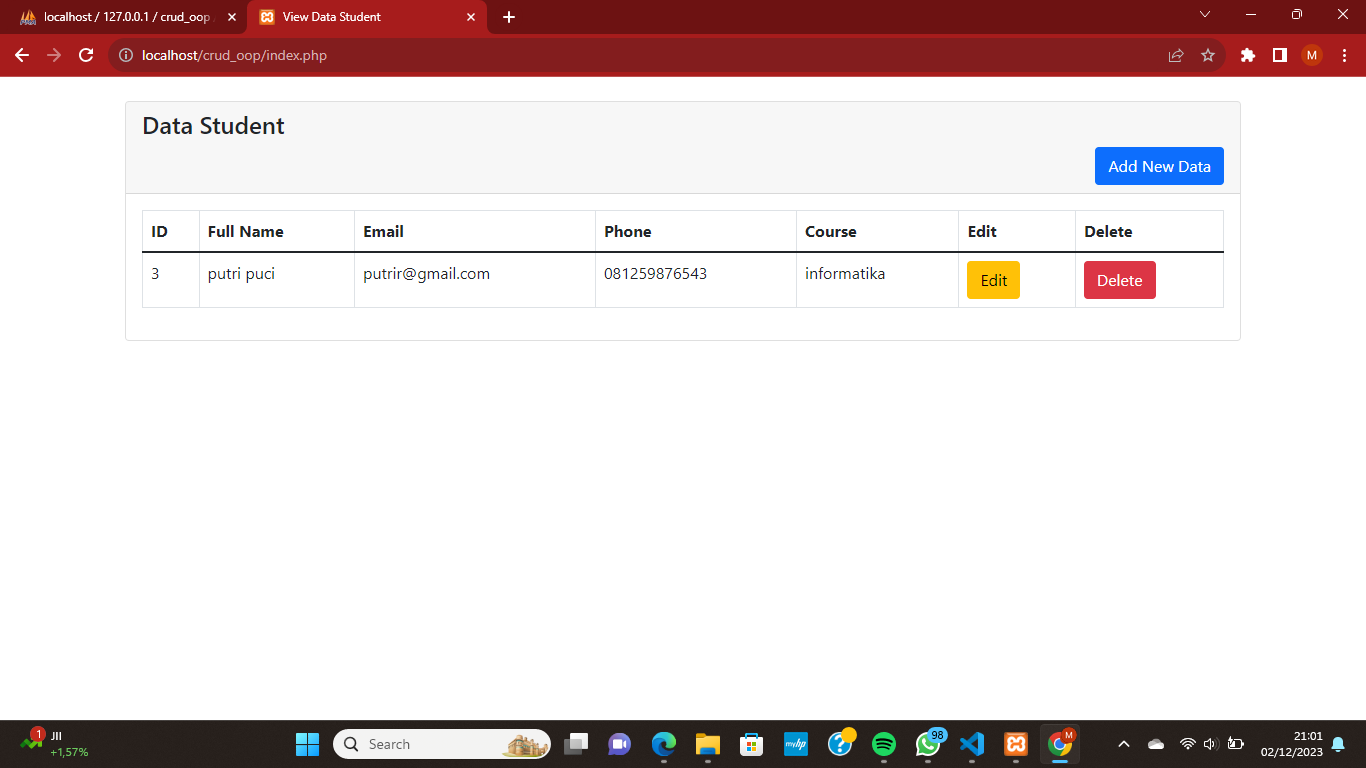 localhost / 127.0.0.1 / crud_oop
View Data Student
localhost/crud_oop/index.php
M
Data Student
Add New Data
ID Full Name Email Phone Course Edit Delete
3 putri puci putrir@gmail.com 081259876543 informatika Edit Delete
1
JII
+1,57%
Search
myhp
98
M
21:01
02/12/2023